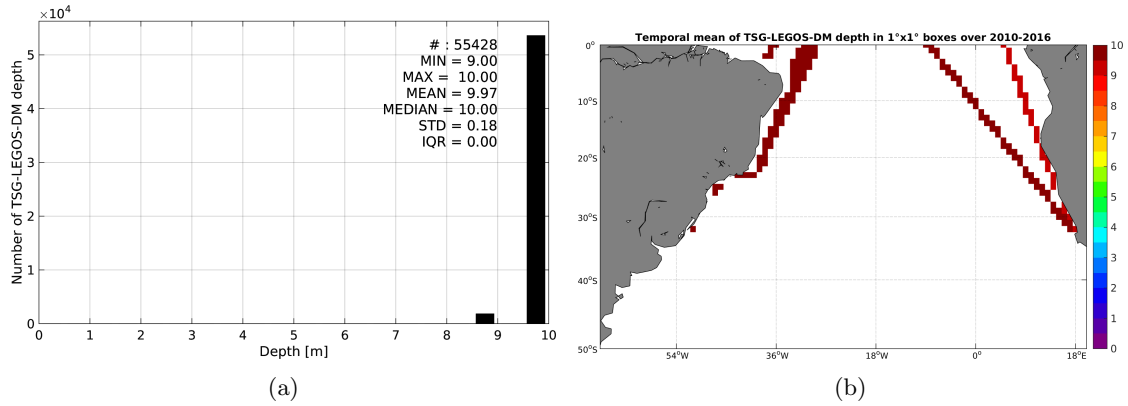 ×10⁴
5
4
3
2
1
0
Number of TSG-LEGOS-DM depth
# : 55428
MIN = 9.00
MAX = 10.00
MEAN = 9.97
MEDIAN = 10.00
STD = 0.18
IQR = 0.00
0 1 2 3 4 5 6 7 8 9 10
Depth [m]
(a)
Temporal mean of TSG-LEGOS-DM depth in 1°x1° boxes over 2010-2016
0°
10°S
20°S
30°S
40°S
50°S
54°W 36°W 18°W 0° 18°E
10
9
8
7
6
5
4
3
2
1
0
(b)